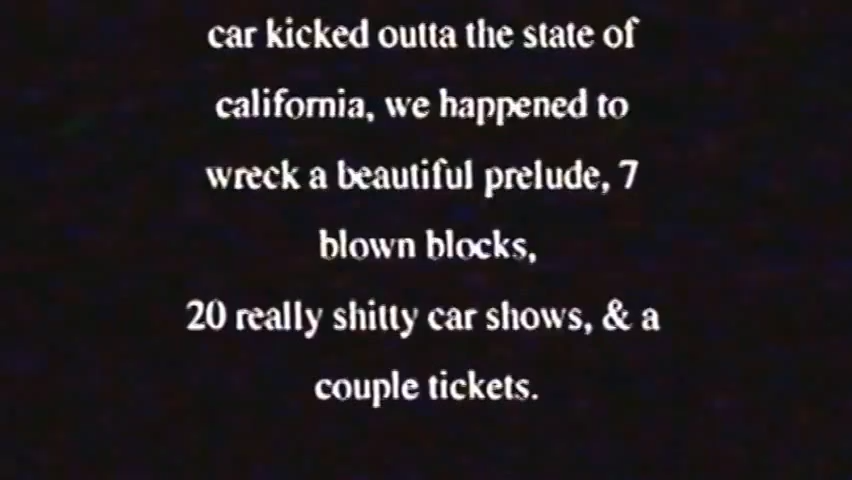 car kicked outta the state of
california, we happened to
wreck a beautiful prelude, 7
blown blocks,
20 really shitty car shows, & a
couple tickets.